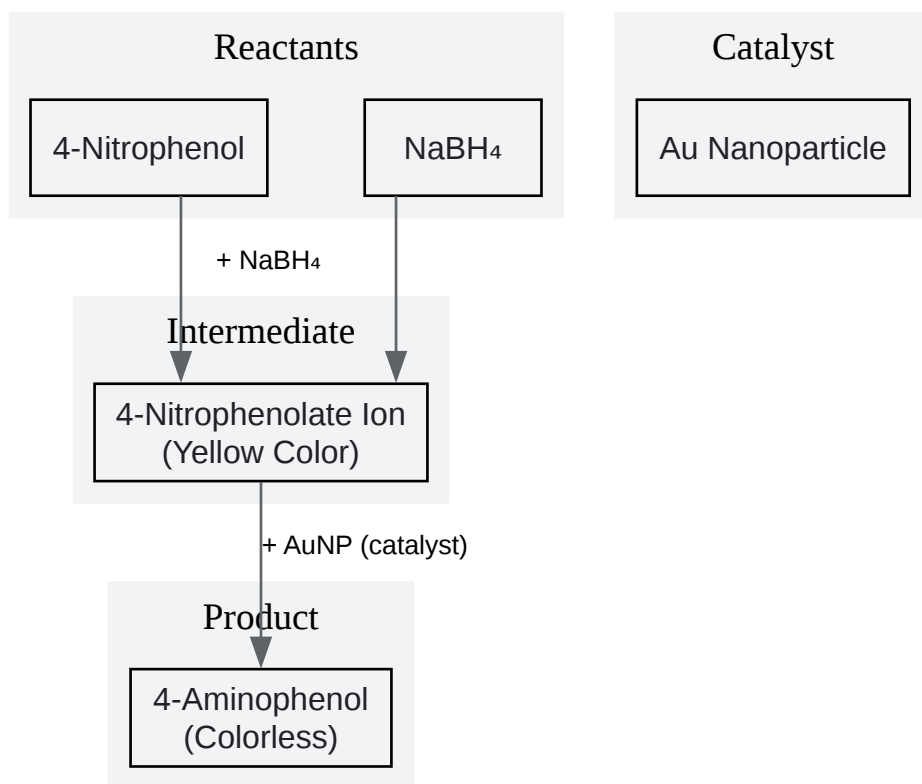 Reactants
4-Nitrophenol
NaBH₄
Catalyst
Au Nanoparticle
+ NaBH₄
Intermediate
4-Nitrophenolate Ion
(Yellow Color)
+ AuNP (catalyst)
Product
4-Aminophenol
(Colorless)